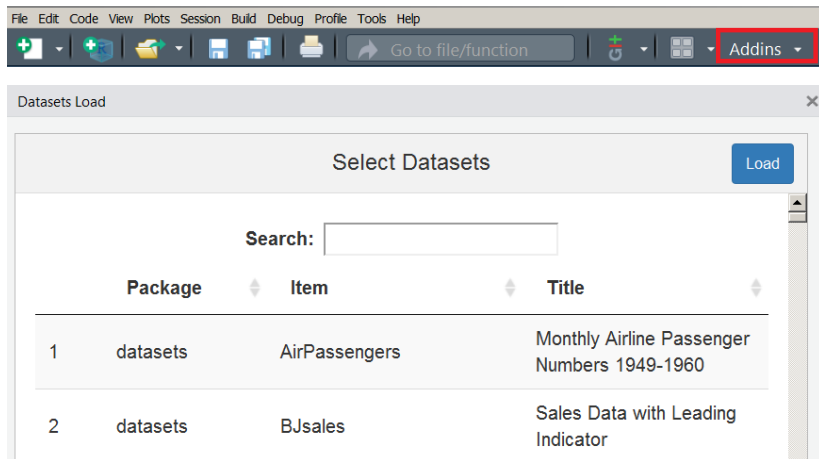 File Edit Code View Plots Session Build Debug Profile Tools Help
Go to file/function Addins
Datasets Load
Select Datasets Load
Search:
Package Item Title
1 datasets AirPassengers Monthly Airline Passenger
Numbers 1949-1960
2 datasets BJsales Sales Data with Leading
Indicator